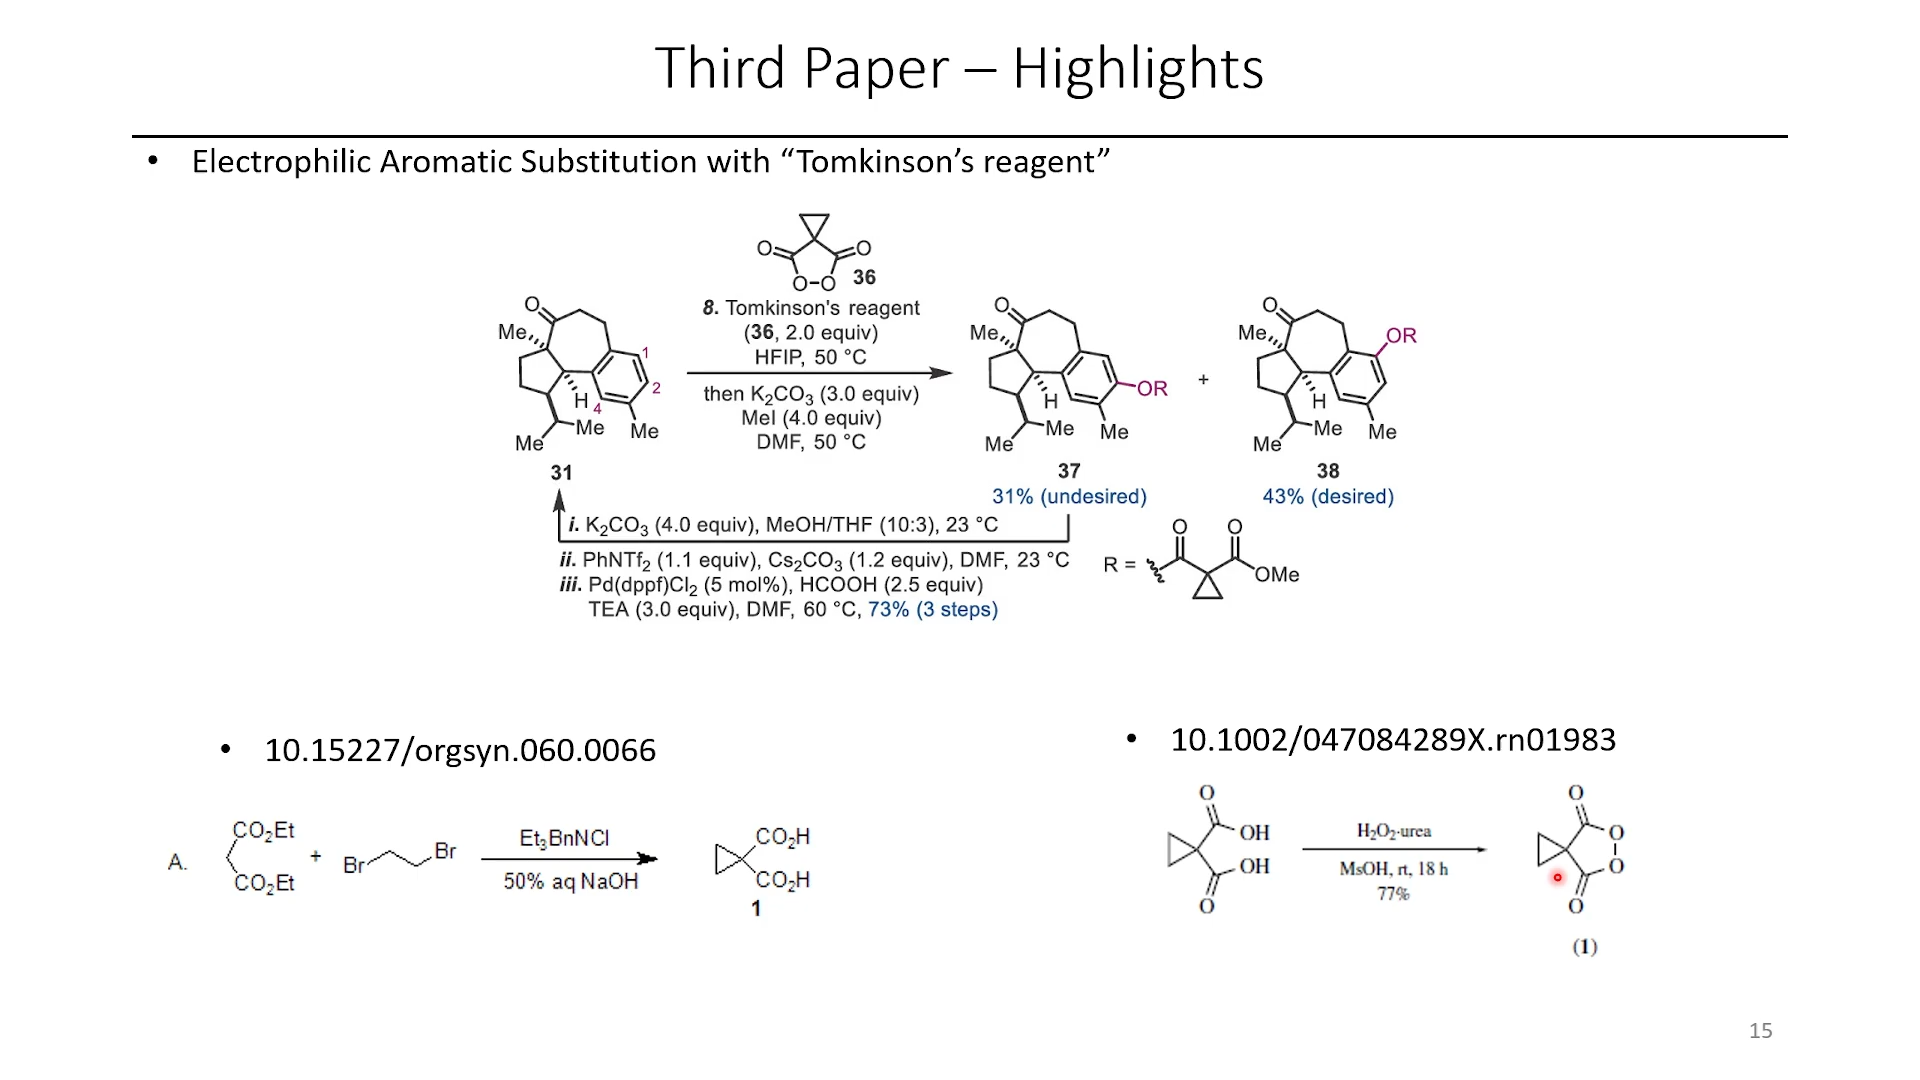 Third Paper – Highlights
• Electrophilic Aromatic Substitution with “Tomkinson’s reagent”
O O
O-O 36
8. Tomkinson's reagent
(36, 2.0 equiv)
HFIP, 50 °C
then K₂CO₃ (3.0 equiv)
MeI (4.0 equiv)
DMF, 50 °C
O
Me
1
2
H 4
Me
Me Me
31
O
Me
OR
H
Me
Me Me
37
31% (undesired)
+
O
Me
OR
H
Me
Me Me
38
43% (desired)
i. K₂CO₃ (4.0 equiv), MeOH/THF (10:3), 23 °C
ii. PhNTf₂ (1.1 equiv), Cs₂CO₃ (1.2 equiv), DMF, 23 °C
iii. Pd(dppf)Cl₂ (5 mol%), HCOOH (2.5 equiv)
TEA (3.0 equiv), DMF, 60 °C, 73% (3 steps)
O O
R = OMe
• 10.15227/orgsyn.060.0066
A. CO₂Et
CO₂Et
+
Br Br
Et₃BnNCl
50% aq NaOH
CO₂H
CO₂H
1
• 10.1002/047084289X.rn01983
O
OH
OH
O
H₂O₂·urea
MsOH, rt, 18 h
77%
O
O
O
O
(1)
15